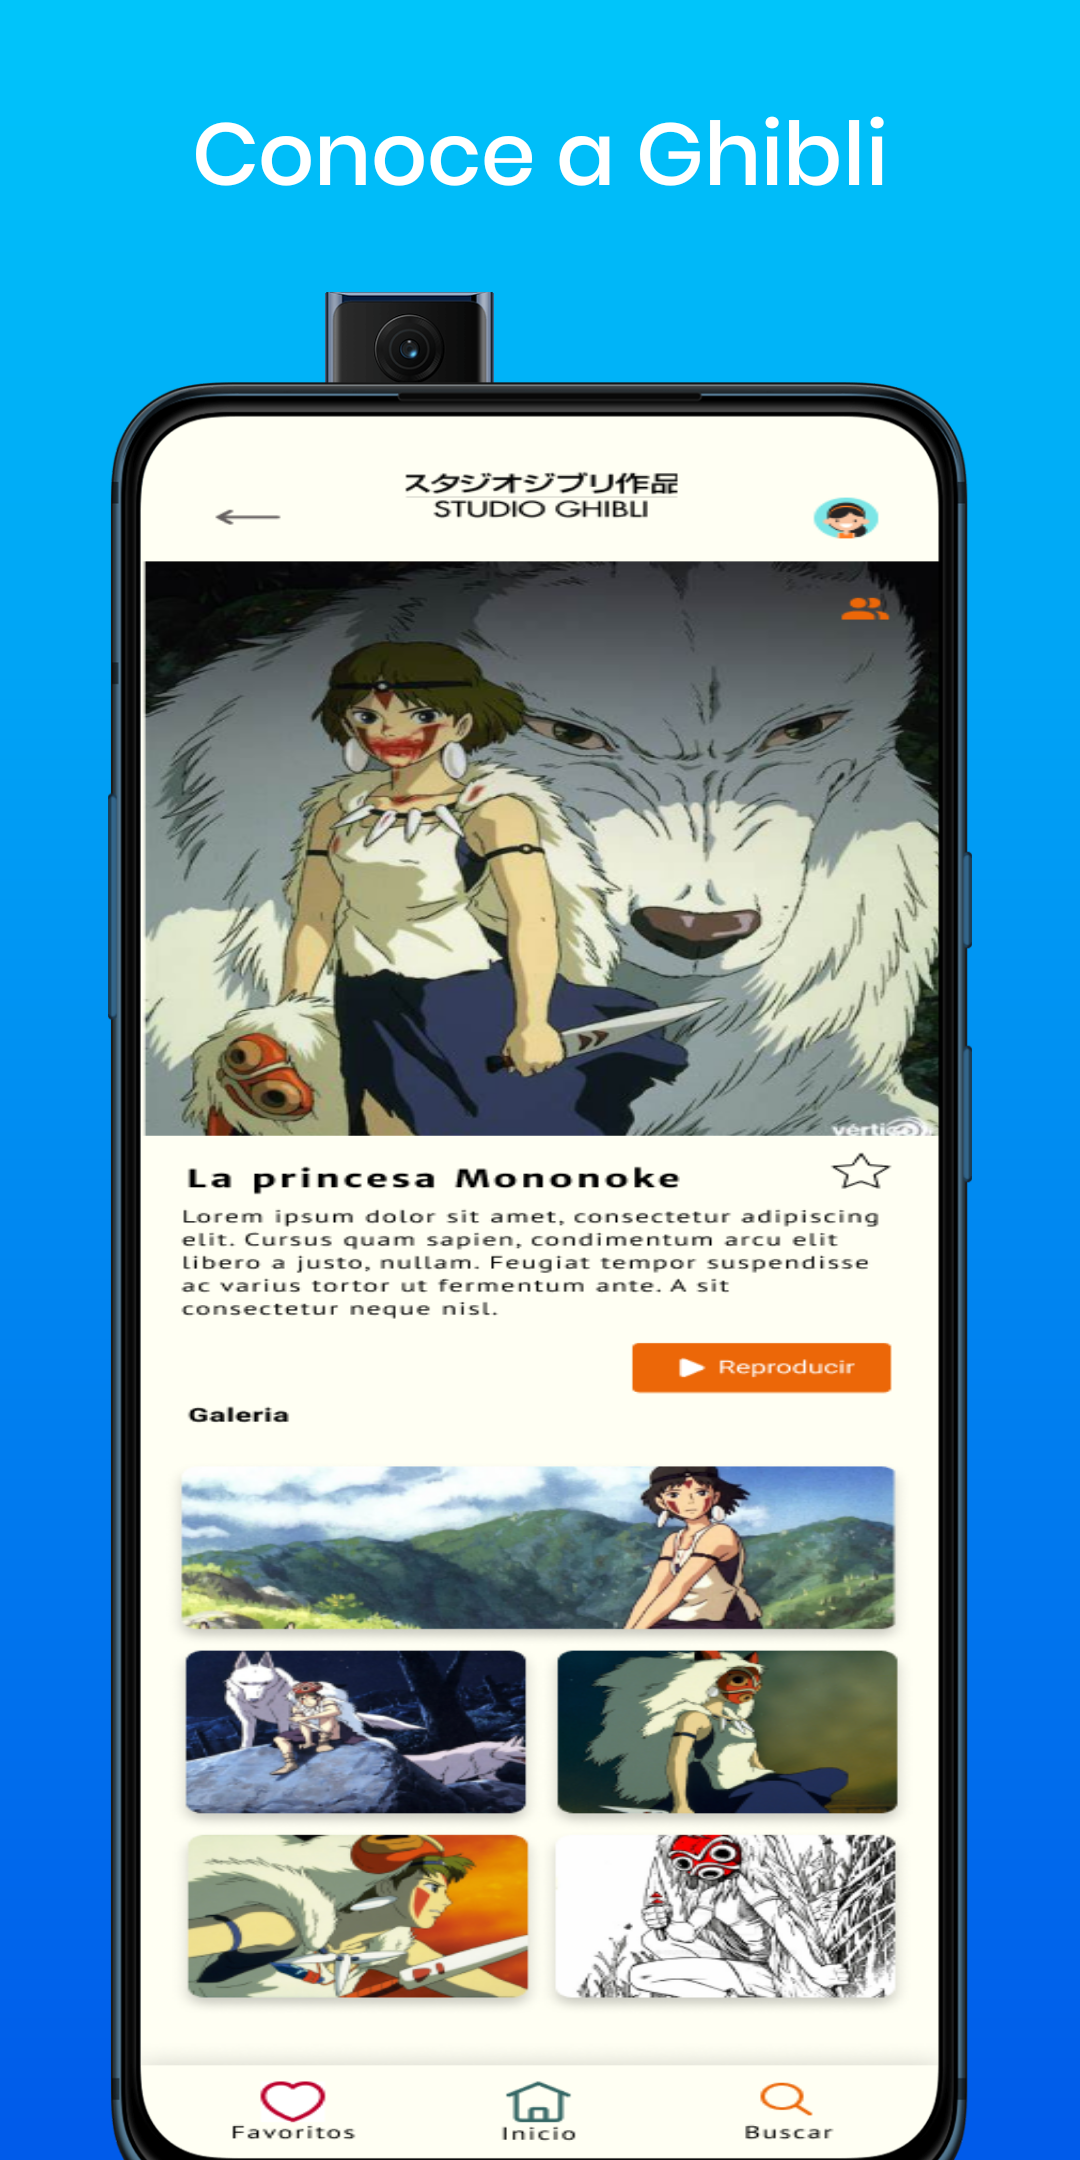 Conoce a Ghibli
スタジオジブリ作品
STUDIO GHIBLI
La princesa Mononoke
Lorem ipsum dolor sit amet, consectetur adipiscing
elit. Cursus quam sapien, condimentum arcu elit
libero a justo, nullam. Feugiat tempor suspendisse
ac varius tortor ut fermentum ante. A sit
consectetur neque nisl.
Reproducir
Galeria
Favoritos
Inicio
Buscar